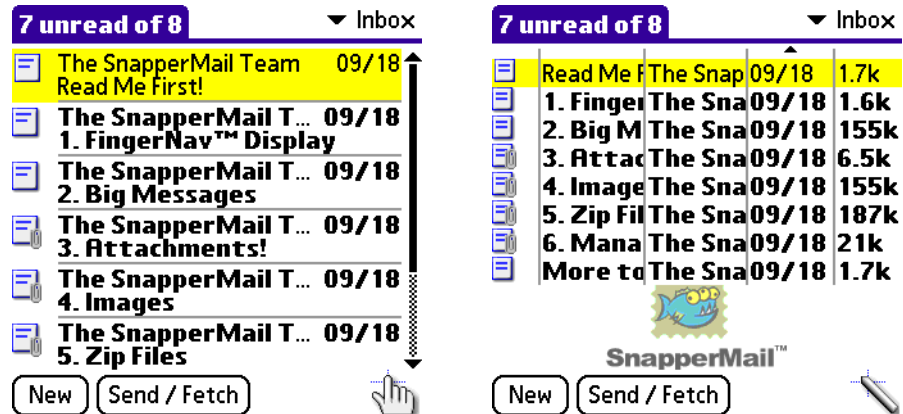 7 unread of 8 Inbox
The SnapperMail Team 09/18
Read Me First!
The SnapperMail T... 09/18
1. FingerNav™ Display
The SnapperMail T... 09/18
2. Big Messages
The SnapperMail T... 09/18
3. Attachments!
The SnapperMail T... 09/18
4. Images
The SnapperMail T... 09/18
5. Zip Files
New Send / Fetch
7 unread of 8 Inbox
Read Me F The Snap 09/18 1.7k
1. Finger The Sna 09/18 1.6k
2. Big M The Sna 09/18 155k
3. Attac The Sna 09/18 6.5k
4. Image The Sna 09/18 155k
5. Zip Fil The Sna 09/18 187k
6. Mana The Sna 09/18 21k
More to The Sna 09/18 1.7k
SnapperMail™
New Send / Fetch